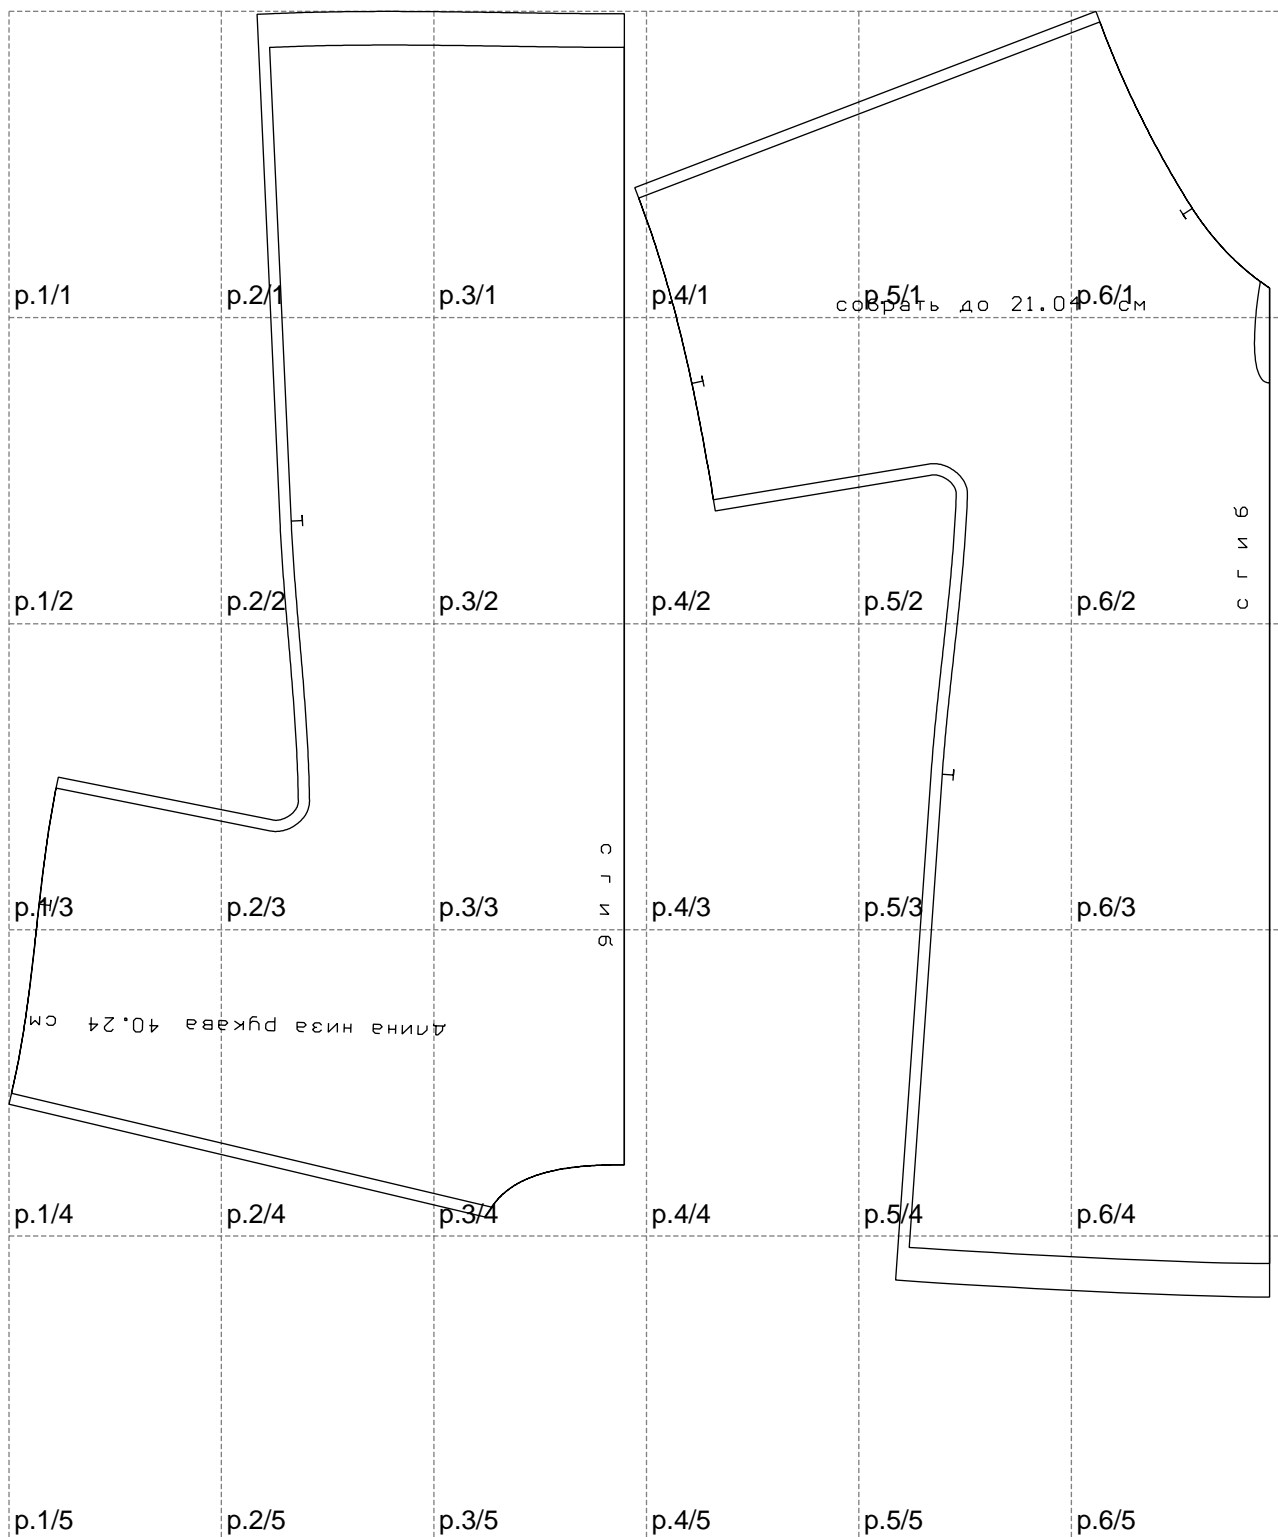 p.1/1
p.2/1
p.3/1
p.4/1
p.5/1
p.6/1
собрать до 21.04 см
сгиб
p.1/2
p.2/2
p.3/2
p.4/2
p.5/2
p.6/2
сгиб
p.1/3
p.2/3
p.3/3
p.4/3
p.5/3
p.6/3
длина низа рукава 40.24 см
p.1/4
p.2/4
p.3/4
p.4/4
p.5/4
p.6/4
p.1/5
p.2/5
p.3/5
p.4/5
p.5/5
p.6/5